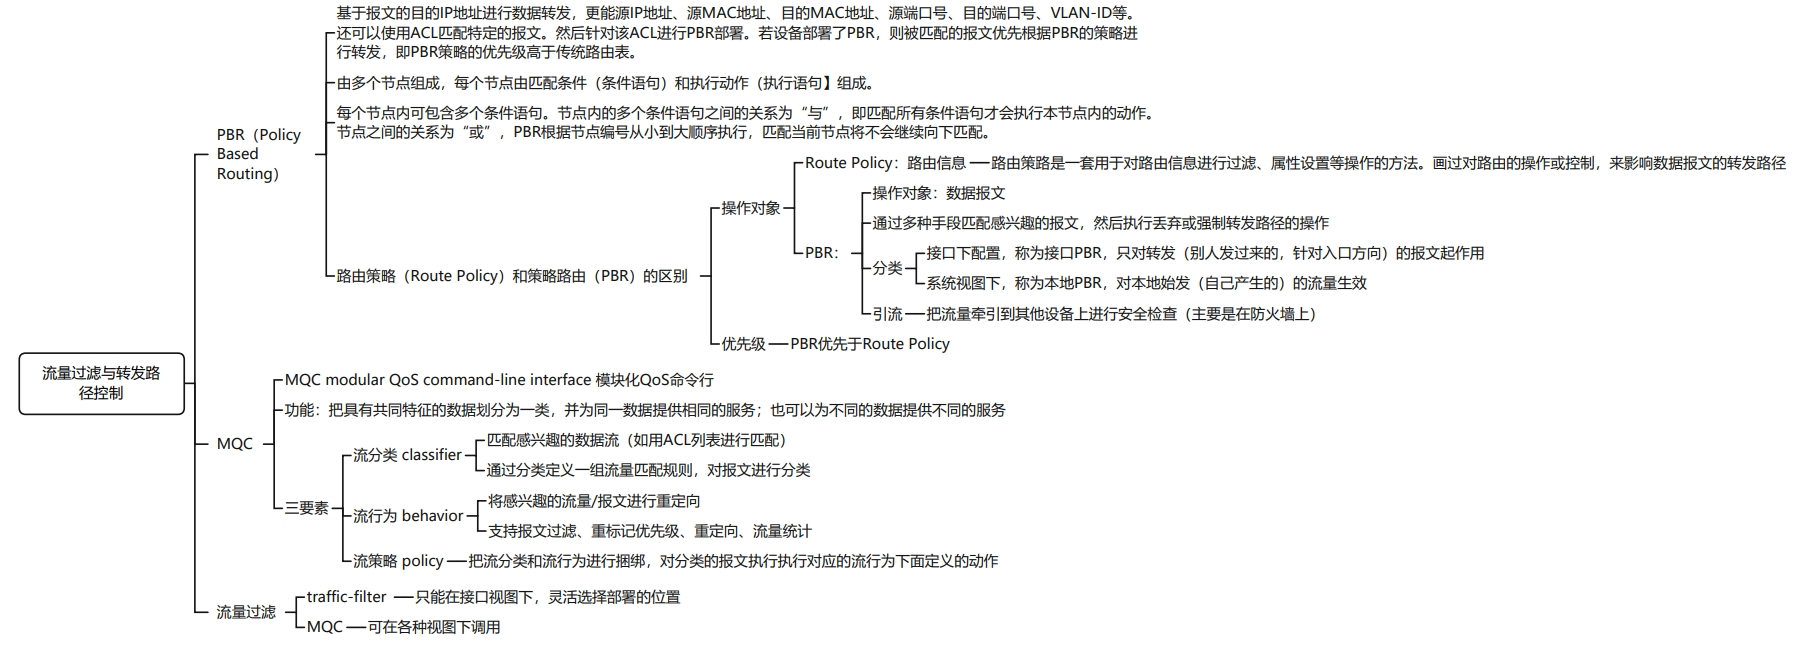 基于报文的目的IP地址进行数据转发，更能源IP地址、源MAC地址、目的MAC地址、源端口号、目的端口号、VLAN-ID等。
还可以使用ACL匹配特定的报文。然后针对该ACL进行PBR部署。若设备部署了PBR，则被匹配的报文优先根据PBR的策略进
行转发，即PBR策略的优先级高于传统路由表。
由多个节点组成，每个节点由匹配条件（条件语句）和执行动作（执行语句】组成。
每个节点内可包含多个条件语句。节点内的多个条件语句之间的关系为“与”，即匹配所有条件语句才会执行本节点内的动作。
节点之间的关系为“或”，PBR根据节点编号从小到大顺序执行，匹配当前节点将不会继续向下匹配。
PBR（Policy
Based
Routing）
Route Policy：路由信息
路由策略是一套用于对路由信息进行过滤、属性设置等操作的方法。画过对路由的操作或控制，来影响数据报文的转发路径
操作对象
操作对象：数据报文
通过多种手段匹配感兴趣的报文，然后执行丢弃或强制转发路径的操作
PBR：
分类
接口下配置，称为接口PBR，只对转发（别人发过来的，针对入口方向）的报文起作用
系统视图下，称为本地PBR，对本地始发（自己产生的）的流量生效
路由策略（Route Policy）和策略路由（PBR）的区别
引流
把流量牵引到其他设备上进行安全检查（主要是在防火墙上）
优先级
PBR优先于Route Policy
流量过滤与转发路
径控制
MQC modular QoS command-line interface 模块化QoS命令行
功能：把具有共同特征的数据划分为一类，并为同一数据提供相同的服务；也可以为不同的数据提供不同的服务
MQC
流分类 classifier
匹配感兴趣的数据流（如用ACL列表进行匹配）
通过分类定义一组流量匹配规则，对报文进行分类
三要素
流行为 behavior
将感兴趣的流量/报文进行重定向
支持报文过滤、重标记优先级、重定向、流量统计
流策略 policy
把流分类和流行为进行捆绑，对分类的报文执行执行对应的流行为下面定义的动作
流量过滤
traffic-filter
只能在接口视图下，灵活选择部署的位置
MQC
可在各种视图下调用